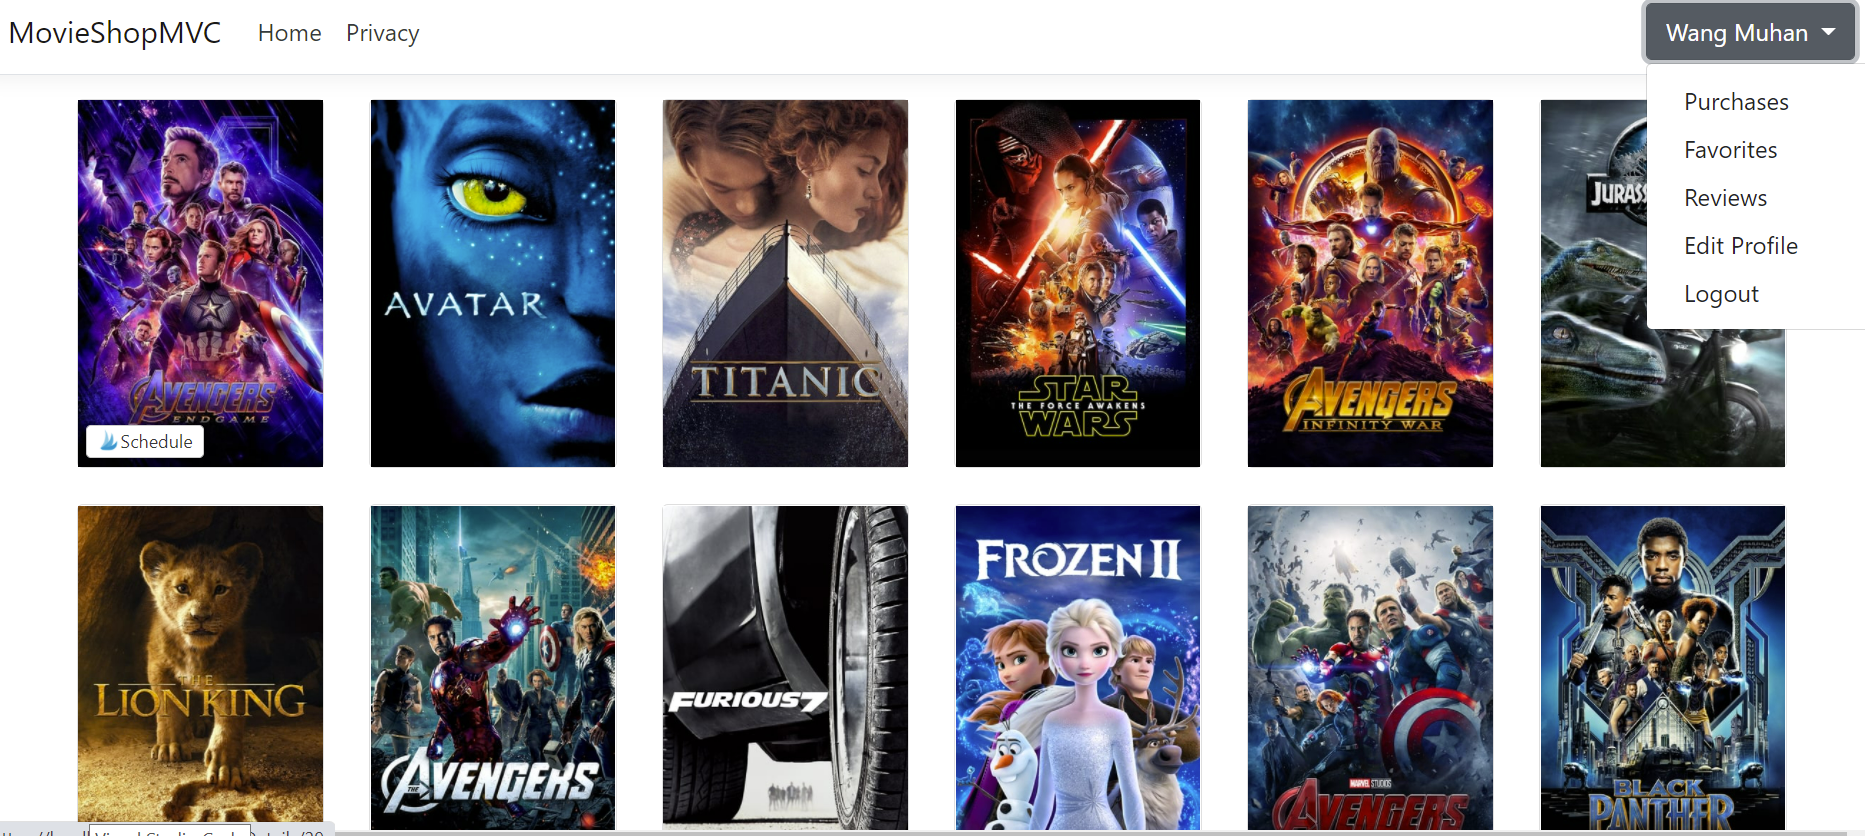 MovieShopMVC Home Privacy Wang Muhan
Purchases
Favorites
Reviews
Edit Profile
Logout
AVENGERS
ENDGAME
Schedule
AVATAR
TITANIC
STAR
THE FORCE AWAKENS
WARS
AVENGERS
INFINITY WAR
JURAS
THE
LION KING
THE AVENGERS
FURIOUS 7
FROZEN II
MARVEL STUDIOS
AVENGERS
BLACK
PANTHER